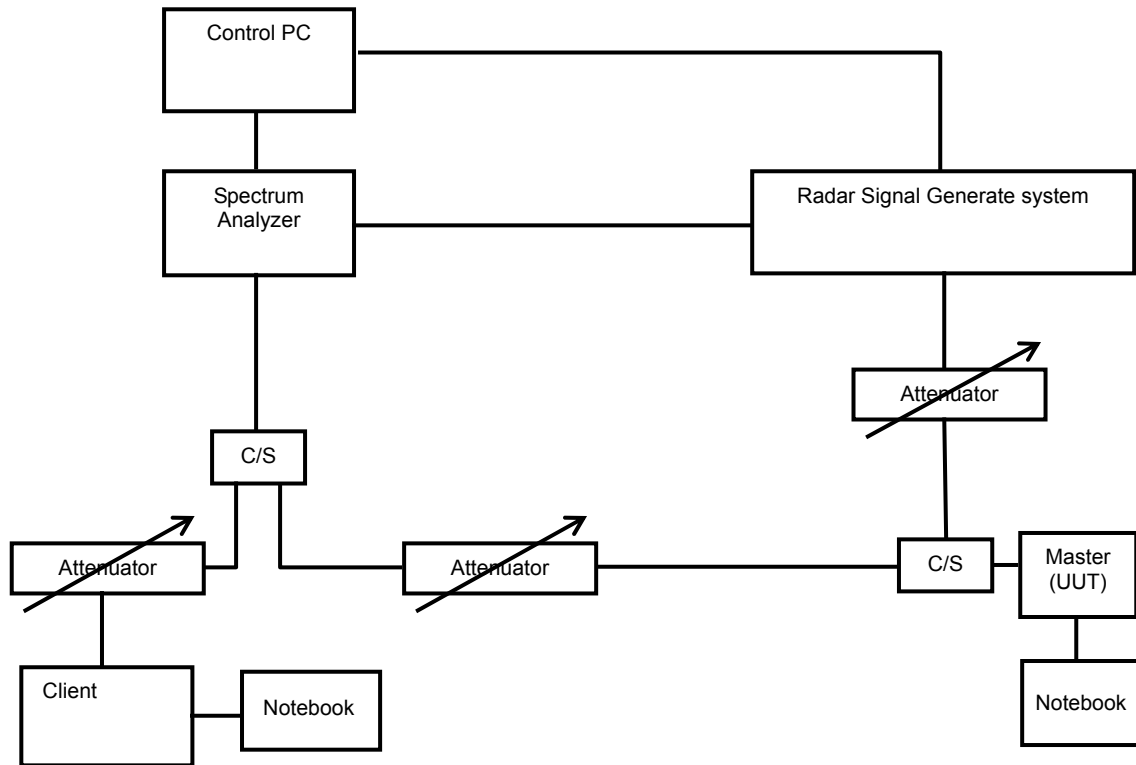 Control PC
Spectrum
Analyzer
Radar Signal Generate system
Attenuator
C/S
Attenuator
Attenuator
C/S
Master
(UUT)
Client
Notebook
Notebook